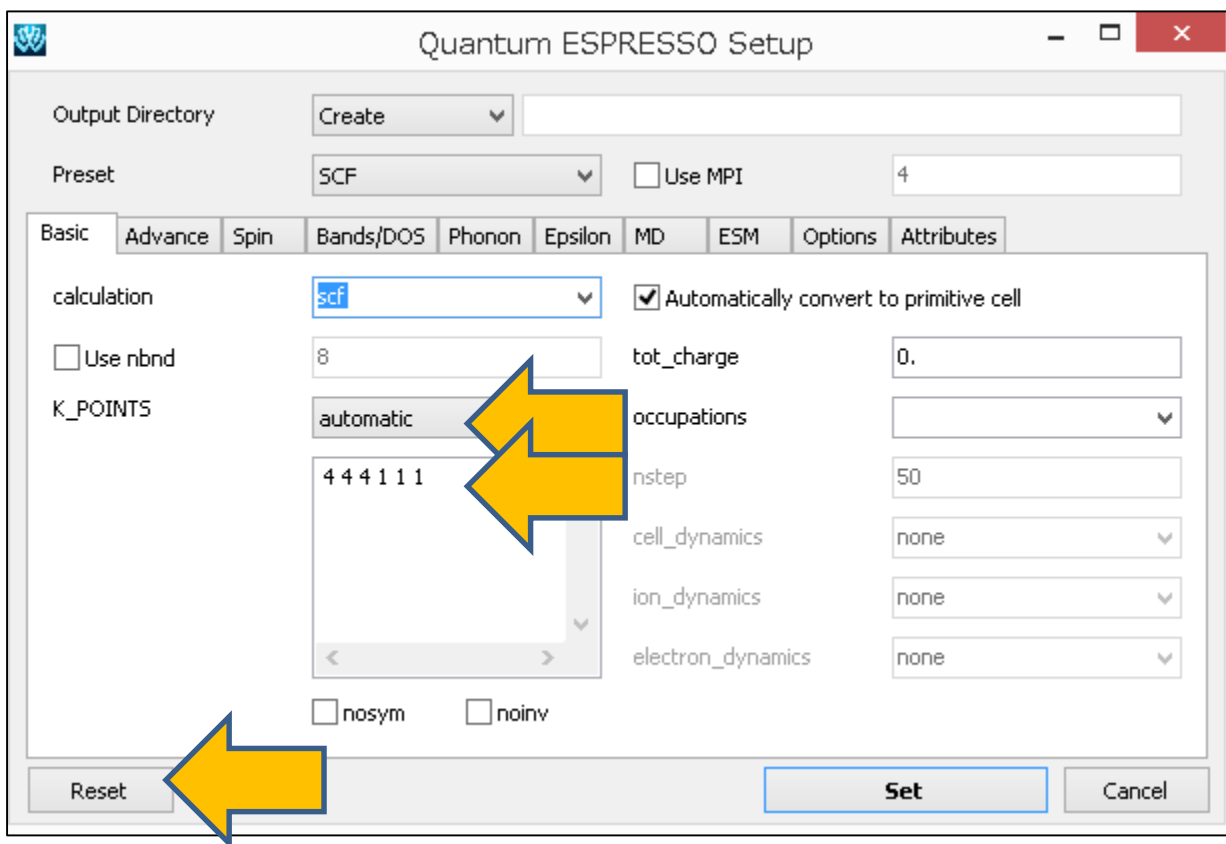 Quantum ESPRESSO Setup
Output Directory Create
Preset SCF Use MPI 4
Basic Advance Spin Bands/DOS Phonon Epsilon MD ESM Options Attributes
calculation scf Automatically convert to primitive cell
Use nbnd 8 tot_charge 0.
K_POINTS automatic occupations
4 4 4 1 1 1 nstep 50
cell_dynamics none
ion_dynamics none
electron_dynamics none
nosym noinv
Reset Set Cancel